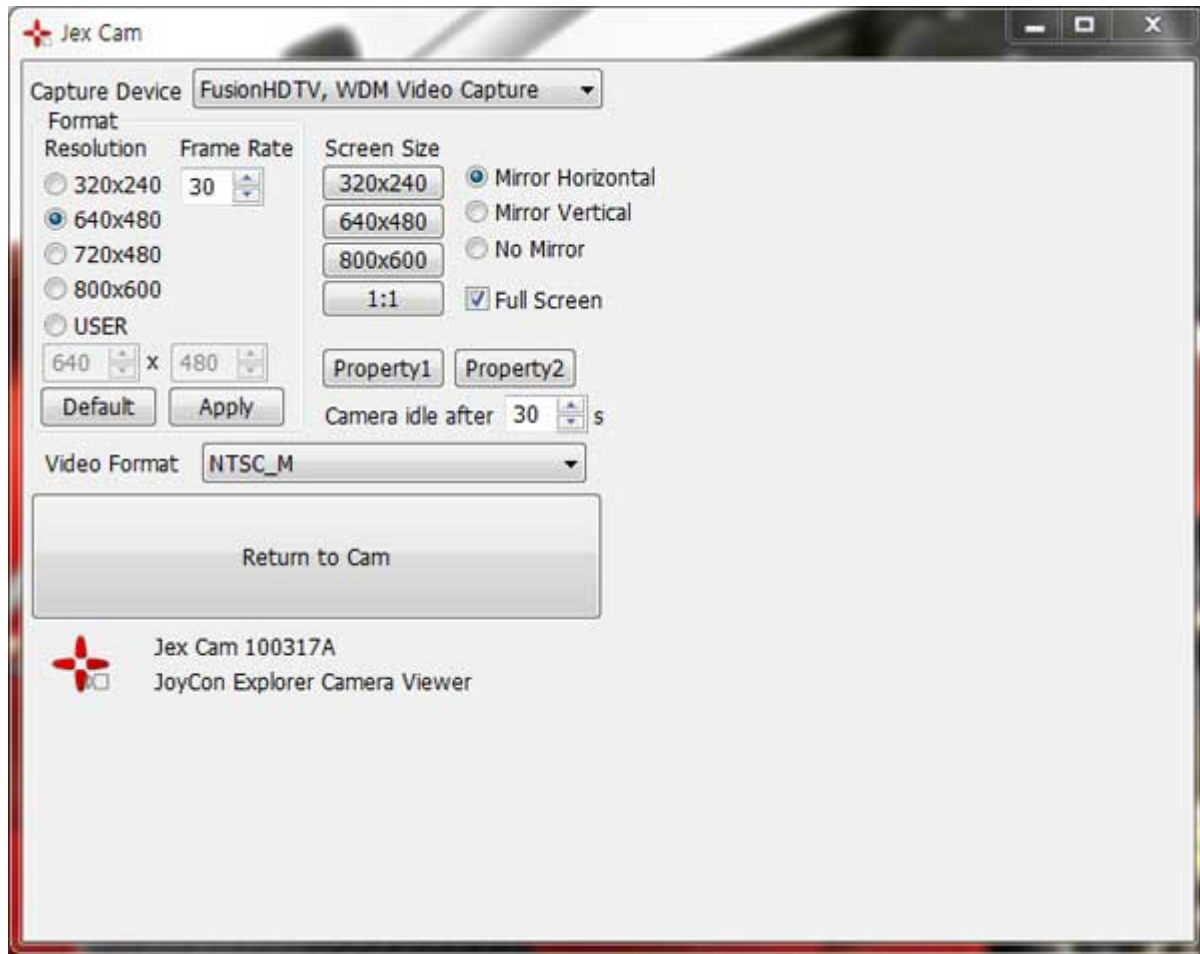 Jex Cam
Capture Device FusionHDTV, WDM Video Capture
Format
Resolution Frame Rate Screen Size
320x240 30 320x240 Mirror Horizontal
640x480 640x480 Mirror Vertical
720x480 800x600 No Mirror
800x600 1:1 Full Screen
USER
640 x 480 Property1 Property2
Default Apply Camera idle after 30 s
Video Format NTSC_M
Return to Cam
Jex Cam 100317A
JoyCon Explorer Camera Viewer